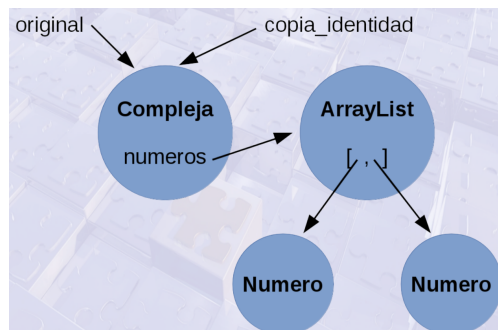 original copia_identidad
Compleja ArrayList
numeros [ , ]
Numero Numero